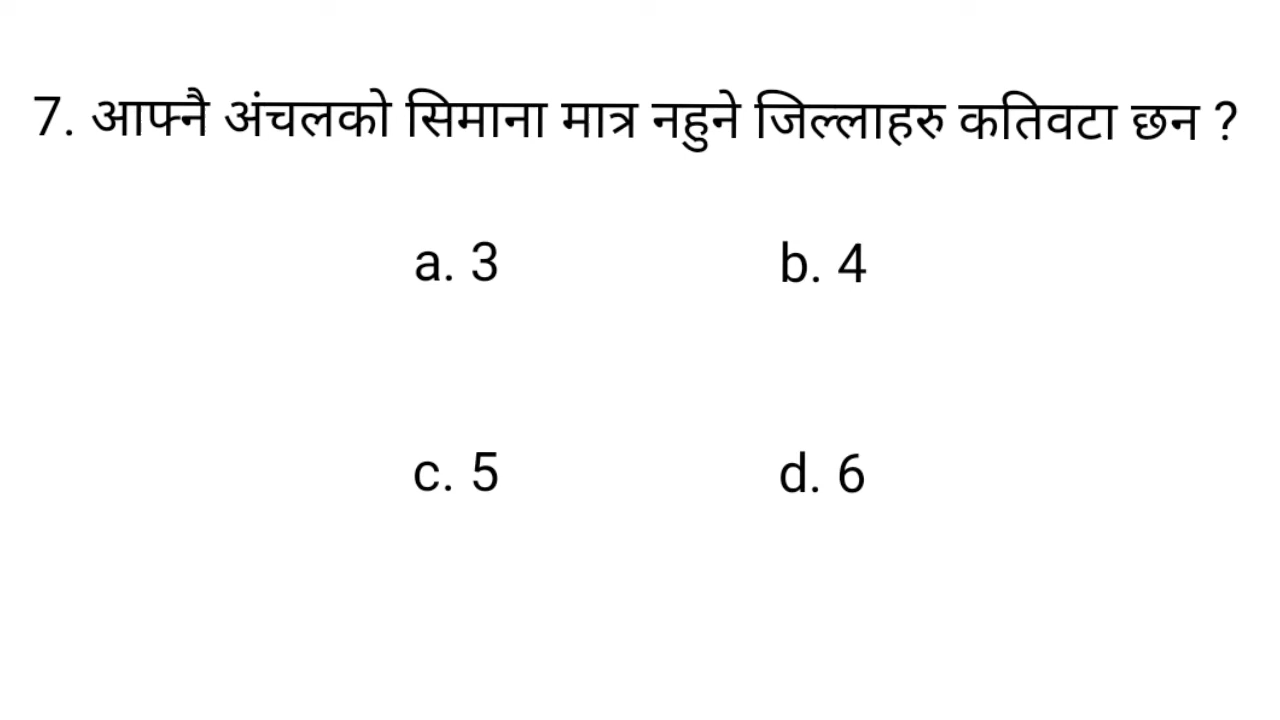 7. आफ्नै अंचलको सिमाना मात्र नहुने जिल्लाहरु कतिवटा छन ?
a. 3 b. 4
c. 5 d. 6